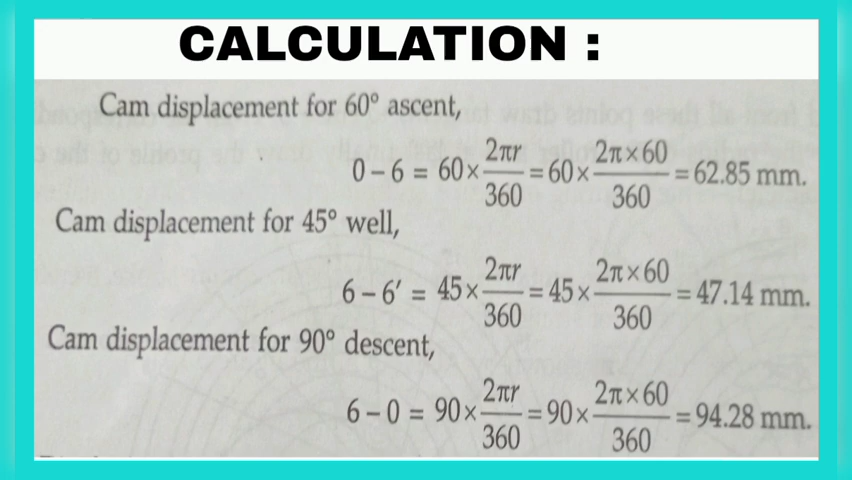 CALCULATION :
Cam displacement for 60° ascent,
0 – 6 = 60× 2πr/360 = 60× 2π×60/360 = 62.85 mm.
Cam displacement for 45° well,
6 – 6′ = 45× 2πr/360 = 45× 2π×60/360 = 47.14 mm.
Cam displacement for 90° descent,
6 – 0 = 90× 2πr/360 = 90× 2π×60/360 = 94.28 mm.